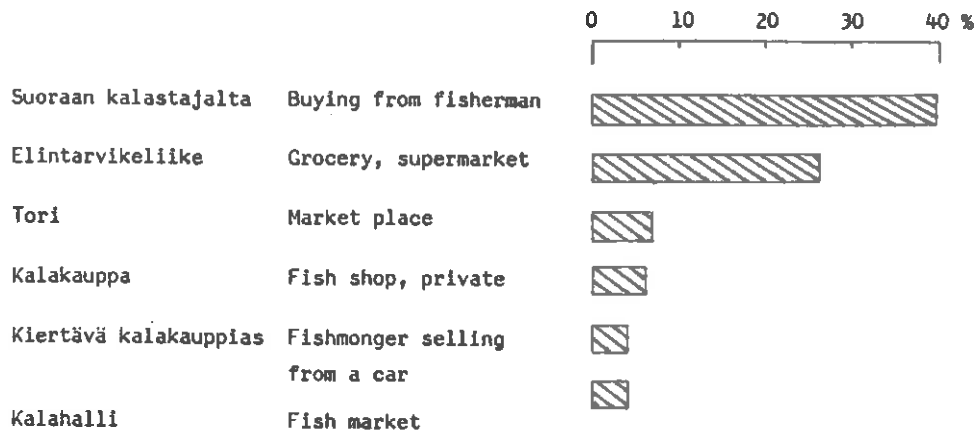 0 10 20 30 40 %
Suoraan kalastajalta Buying from fisherman
Elintarvikeliike Grocery, supermarket
Tori Market place
Kalakauppa Fish shop, private
Kiertävä kalakauppias Fishmonger selling
from a car
Kalahalli Fish market